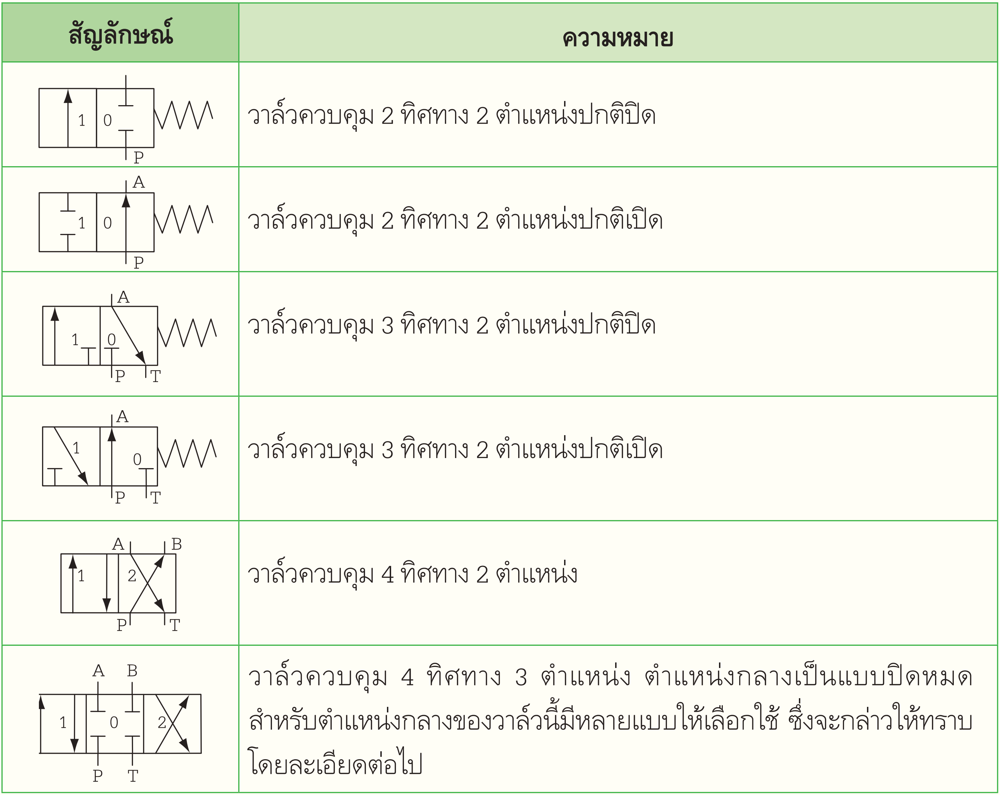 สัญลักษณ์ ความหมาย
1 0 P วาล์วควบคุม 2 ทิศทาง 2 ตำแหน่งปกติปิด
A
1 0 P วาล์วควบคุม 2 ทิศทาง 2 ตำแหน่งปกติเปิด
A
1 0 วาล์วควบคุม 3 ทิศทาง 2 ตำแหน่งปกติปิด
P T
A
1 0 วาล์วควบคุม 3 ทิศทาง 2 ตำแหน่งปกติเปิด
P T
A B
1 2 วาล์วควบคุม 4 ทิศทาง 2 ตำแหน่ง
P T
A B วาล์วควบคุม 4 ทิศทาง 3 ตำแหน่ง ตำแหน่งกลางเป็นแบบปิดหมด
1 0 2 สำหรับตำแหน่งกลางของวาล์วนี้มีหลายแบบให้เลือกใช้ ซึ่งจะกล่าวให้ทราบ
P T โดยละเอียดต่อไป